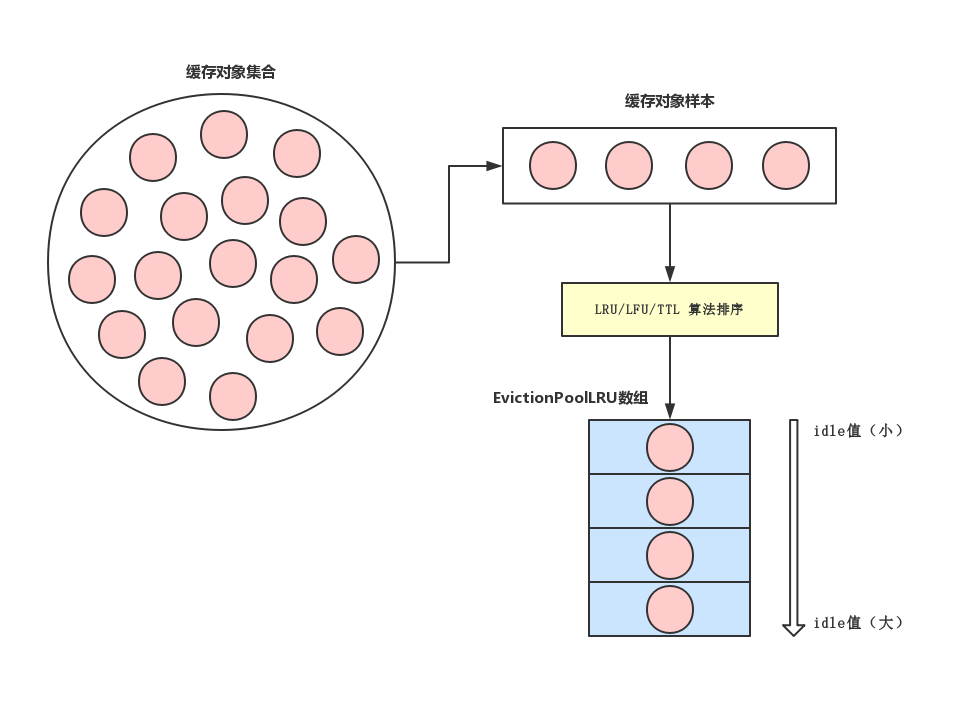 缓存对象集合
缓存对象样本
LRU/LFU/TTL 算法排序
EvictionPoolLRU数组
idle值（小）
idle值（大）